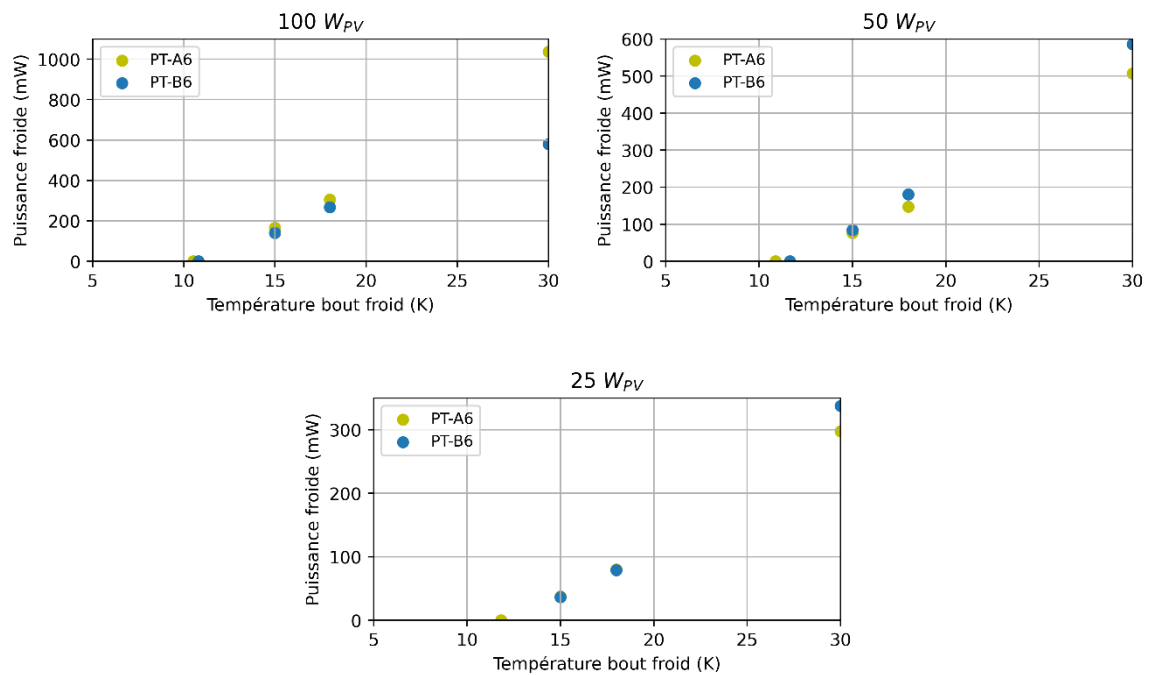 100 W_PV
PT-A6
PT-B6
Puissance froide (mW)
1000
800
600
400
200
0
5
10
15
20
25
30
Température bout froid (K)
50 W_PV
PT-A6
PT-B6
Puissance froide (mW)
600
500
400
300
200
100
0
5
10
15
20
25
30
Température bout froid (K)
25 W_PV
PT-A6
PT-B6
Puissance froide (mW)
300
200
100
0
5
10
15
20
25
30
Température bout froid (K)